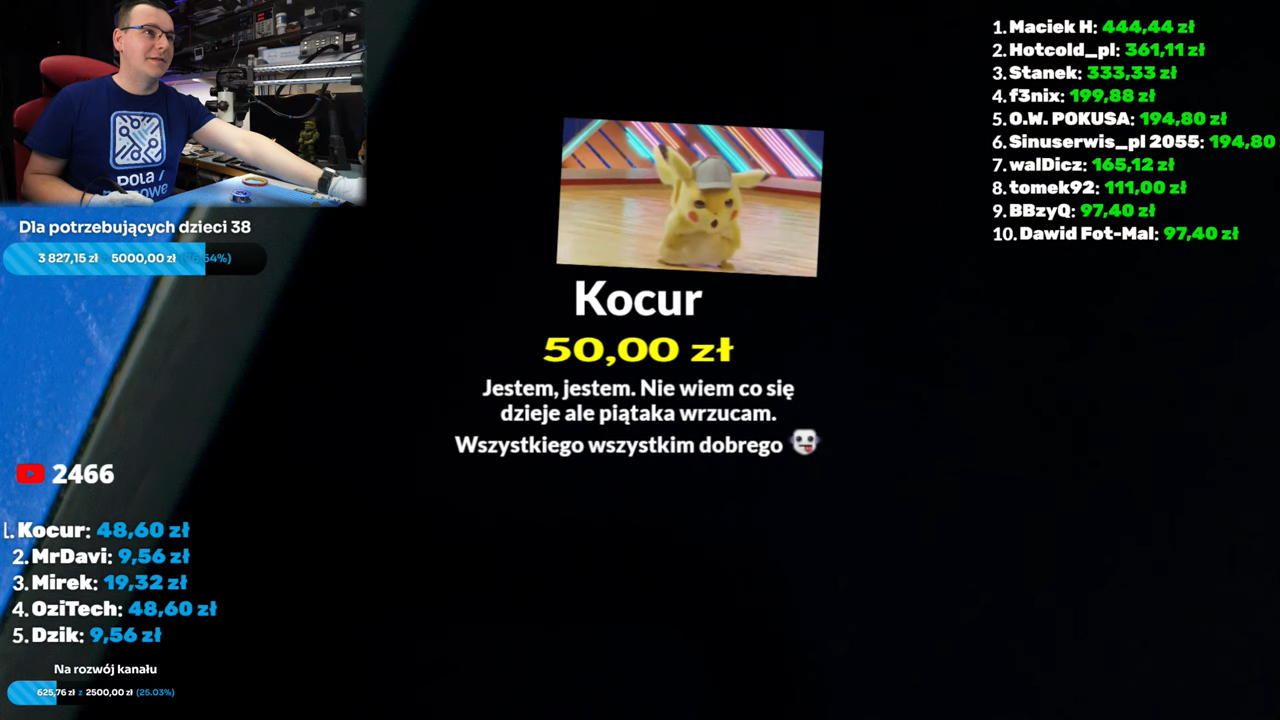 POLA /
Dla potrzebujących dzieci 38
3 827,15 zł 5000,00 zł
2466
1. Kocur: 48,60 zł
2. MrDavi: 9,56 zł
3. Mirek: 19,32 zł
4. OziTech: 48,60 zł
5. Dzik: 9,56 zł
Na rozwój kanału
625,76 zł z 2500,00 zł (25.03%)
Kocur
50,00 zł
Jestem, jestem. Nie wiem co się
dzieje ale piątaka wrzucam.
Wszystkiego wszystkim dobrego
1. Maciek H: 444,44 zł
2. Hotcold_pl: 361,11 zł
3. Stanek: 333,33 zł
4. f3nix: 199,88 zł
5. O.W. POKUSA: 194,80 zł
6. Sinuserwis_pl 2055: 194,80
7. walDicz: 165,12 zł
8. tomek92: 111,00 zł
9. BBzyQ: 97,40 zł
10. Dawid Fot-Mal: 97,40 zł